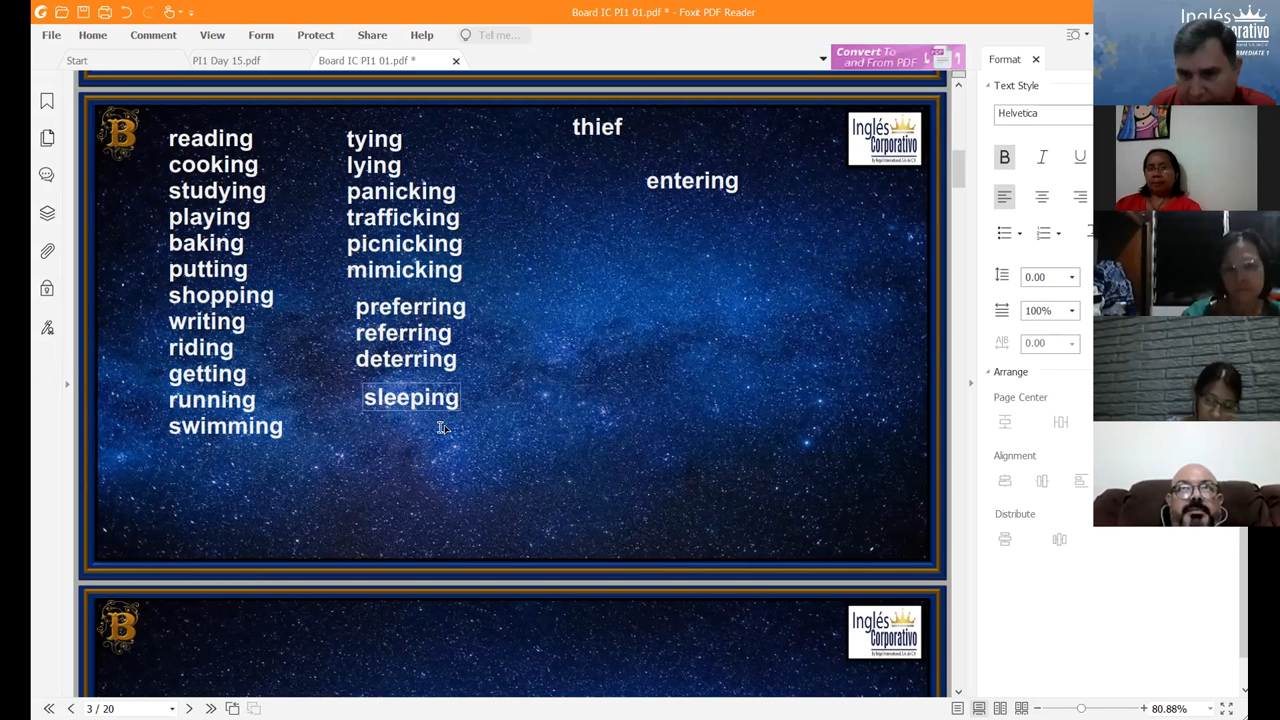 Board IC PI1 01.pdf * - Foxit PDF Reader
File Home Comment View Form Protect Share Help Tell me...
Start PI1 Day 15.pdf Board IC PI1 01.pdf *
Convert To
and From PDF
Format
Text Style
Helvetica
B I U
0.00
100%
0.00
Arrange
Page Center
Alignment
Distribute
B
reading
cooking
studying
playing
baking
putting
shopping
writing
riding
getting
running
swimming
tying
lying
panicking
trafficking
picnicking
mimicking
preferring
referring
deterring
sleeping
thief
entering
Inglés
Corporativo
B
Inglés
Corporativo
Inglés
Corporativo
3 / 20
80.88%